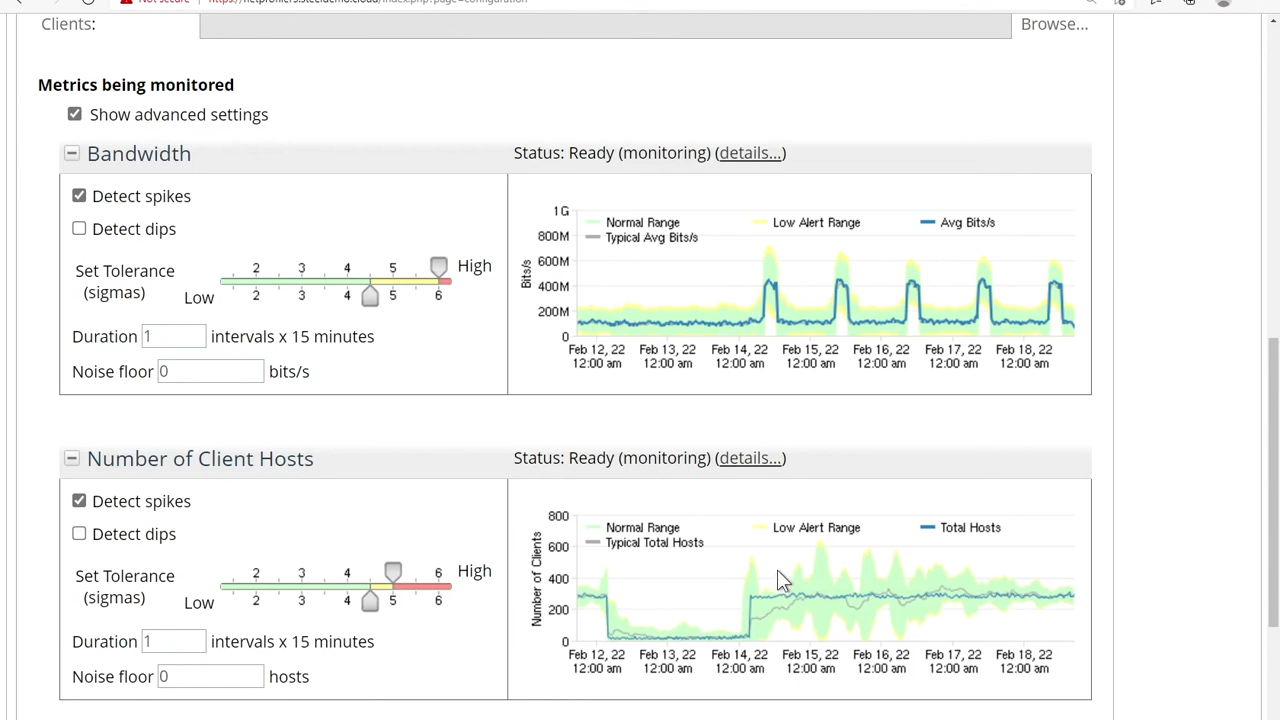 Not secure | https://netprofiler3.steeldemo.cloud/index.php?page=configuration
Clients:
Browse...
Metrics being monitored
Show advanced settings
Bandwidth
Status: Ready (monitoring) (details...)
Detect spikes
Detect dips
Set Tolerance
(sigmas)
Low
2 3 4 5
2 3 4 5 6
High
Duration 1 intervals x 15 minutes
Noise floor 0 bits/s
Normal Range
Low Alert Range
Avg Bits/s
Typical Avg Bits/s
Bits/s
1G
800M
600M
400M
200M
0
Feb 12, 22
12:00 am
Feb 13, 22
12:00 am
Feb 14, 22
12:00 am
Feb 15, 22
12:00 am
Feb 16, 22
12:00 am
Feb 17, 22
12:00 am
Feb 18, 22
12:00 am
Number of Client Hosts
Status: Ready (monitoring) (details...)
Detect spikes
Detect dips
Set Tolerance
(sigmas)
Low
2 3 4 6
2 3 4 5 6
High
Duration 1 intervals x 15 minutes
Noise floor 0 hosts
Normal Range
Low Alert Range
Total Hosts
Typical Total Hosts
Number of Clients
800
600
400
200
0
Feb 12, 22
12:00 am
Feb 13, 22
12:00 am
Feb 14, 22
12:00 am
Feb 15, 22
12:00 am
Feb 16, 22
12:00 am
Feb 17, 22
12:00 am
Feb 18, 22
12:00 am